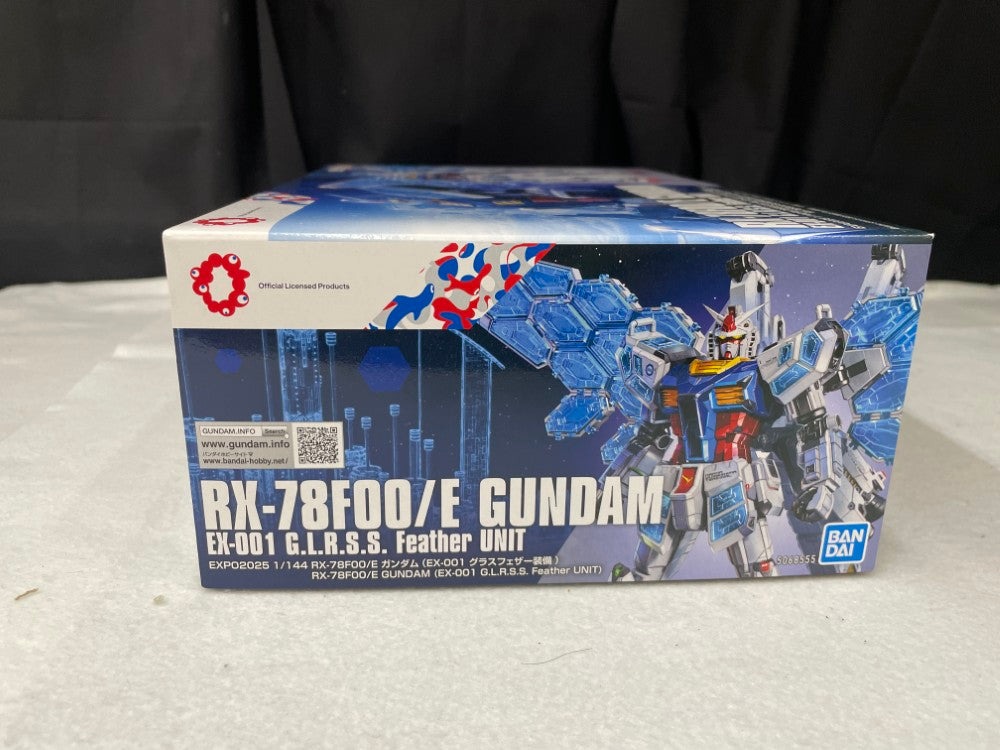 Official Licensed Products
GUNDAM.INFO Search
www.gundam.info
バンダイホビーサイト
www.bandai-hobby.net/
RX-78F00/E GUNDAM
EX-001 G.L.R.S.S. Feather UNIT
EXPO2025 1/144 RX-78F00/E ガンダム (EX-001 グラスフェザー装備 )
RX-78F00/E GUNDAM (EX-001 G.L.R.S.S. Feather UNIT)
BAN
DAI
5068555